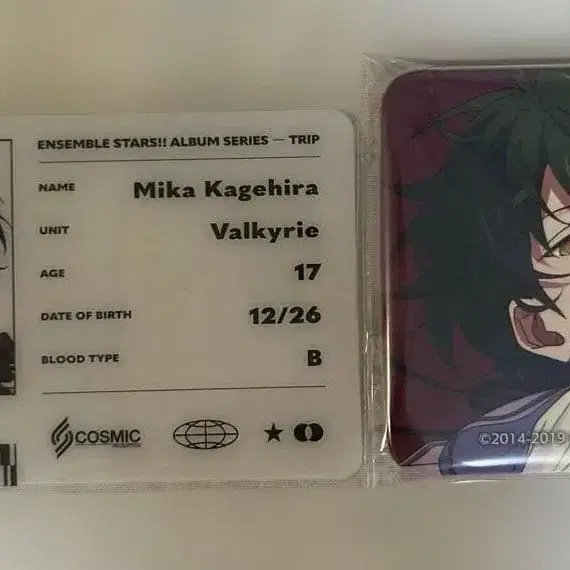 ENSEMBLE STARS!! ALBUM SERIES — TRIP
NAME Mika Kagehira
UNIT Valkyrie
AGE 17
DATE OF BIRTH 12/26
BLOOD TYPE B
COSMIC
PRODUCTION
©2014-2019